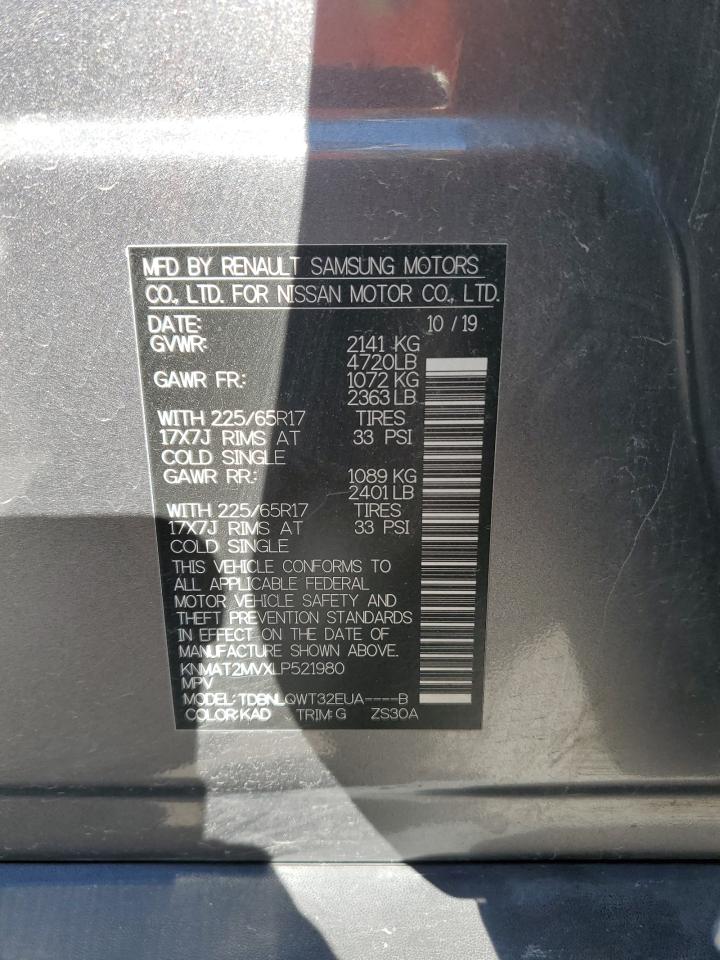 MFD BY RENAULT SAMSUNG MOTORS
CO., LTD. FOR NISSAN MOTOR CO., LTD.
DATE: 10 / 19
GVWR: 2141 KG
4720LB
GAWR FR: 1072 KG
2363 LB
WITH 225/65R17 TIRES
17X7J RIMS AT 33 PSI
COLD SINGLE
GAWR RR: 1089 KG
2401 LB
WITH 225/65R17 TIRES
17X7J RIMS AT 33 PSI
COLD SINGLE
THIS VEHICLE CONFORMS TO
ALL APPLICABLE FEDERAL
MOTOR VEHICLE SAFETY AND
THEFT PREVENTION STANDARDS
IN EFFECT ON THE DATE OF
MANUFACTURE SHOWN ABOVE.
KNMAT2MVXLP521980
MPV
MODEL: TDBNLQWT32EUA----B
COLOR: KAD TRIM: G ZS30A